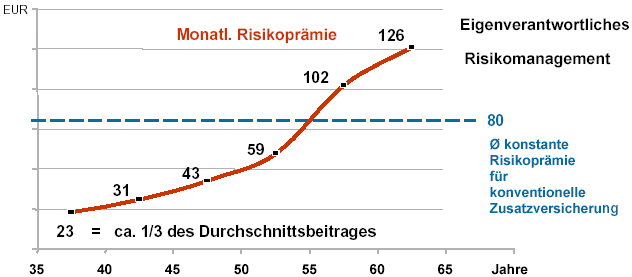 EUR
Monatl. Risikoprämie
126
Eigenverantwortliches
Risikomanagement
102
80
Ø konstante
Risikoprämie
für
konventionelle
Zusatzversicherung
59
43
31
23 = ca. 1/3 des Durchschnittsbeitrages
35 40 45 50 55 60 65 Jahre